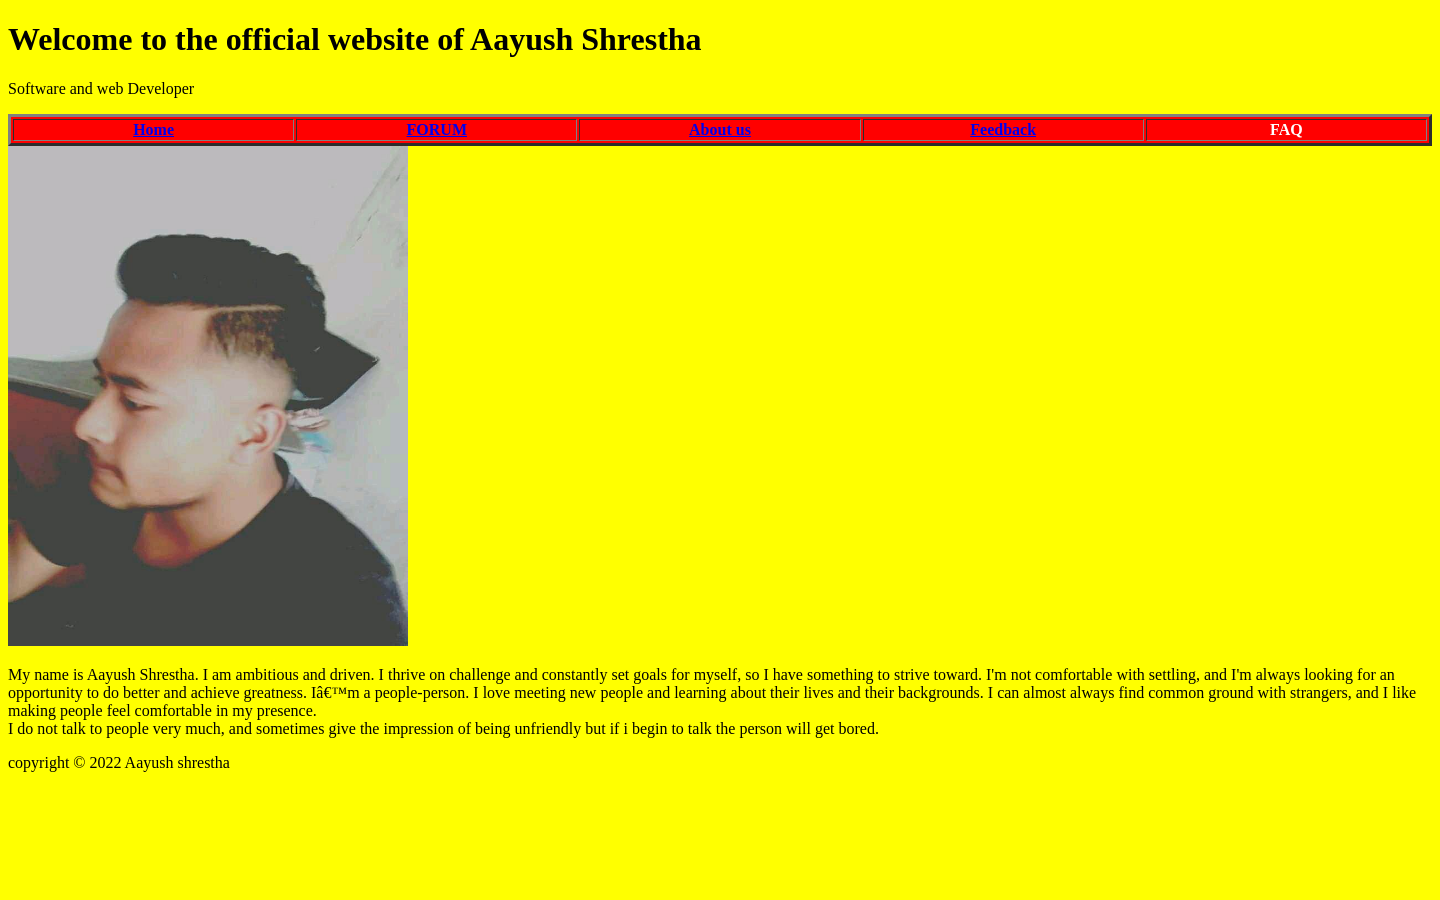 Welcome to the official website of Aayush Shrestha
Software and web Developer
Home FORUM About us Feedback FAQ
My name is Aayush Shrestha. I am ambitious and driven. I thrive on challenge and constantly set goals for myself, so I have something to strive toward. I'm not comfortable with settling, and I'm always looking for an
opportunity to do better and achieve greatness. Iâ€™m a people-person. I love meeting new people and learning about their lives and their backgrounds. I can almost always find common ground with strangers, and I like
making people feel comfortable in my presence.
I do not talk to people very much, and sometimes give the impression of being unfriendly but if i begin to talk the person will get bored.
copyright © 2022 Aayush shrestha